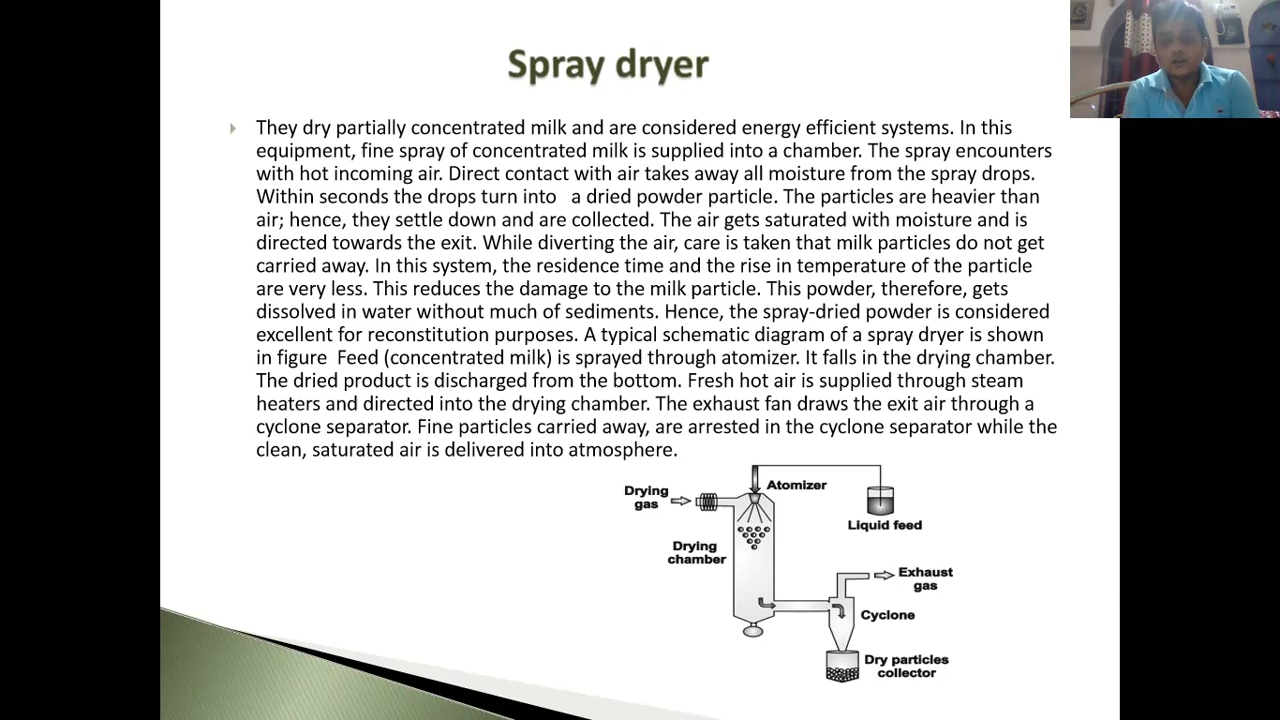 Spray dryer
They dry partially concentrated milk and are considered energy efficient systems. In this
equipment, fine spray of concentrated milk is supplied into a chamber. The spray encounters
with hot incoming air. Direct contact with air takes away all moisture from the spray drops.
Within seconds the drops turn into   a dried powder particle. The particles are heavier than
air; hence, they settle down and are collected. The air gets saturated with moisture and is
directed towards the exit. While diverting the air, care is taken that milk particles do not get
carried away. In this system, the residence time and the rise in temperature of the particle
are very less. This reduces the damage to the milk particle. This powder, therefore, gets
dissolved in water without much of sediments. Hence, the spray-dried powder is considered
excellent for reconstitution purposes. A typical schematic diagram of a spray dryer is shown
in figure  Feed (concentrated milk) is sprayed through atomizer. It falls in the drying chamber.
The dried product is discharged from the bottom. Fresh hot air is supplied through steam
heaters and directed into the drying chamber. The exhaust fan draws the exit air through a
cyclone separator. Fine particles carried away, are arrested in the cyclone separator while the
clean, saturated air is delivered into atmosphere.
Drying
gas
Atomizer
Liquid feed
Drying
chamber
Exhaust
gas
Cyclone
Dry particles
collector